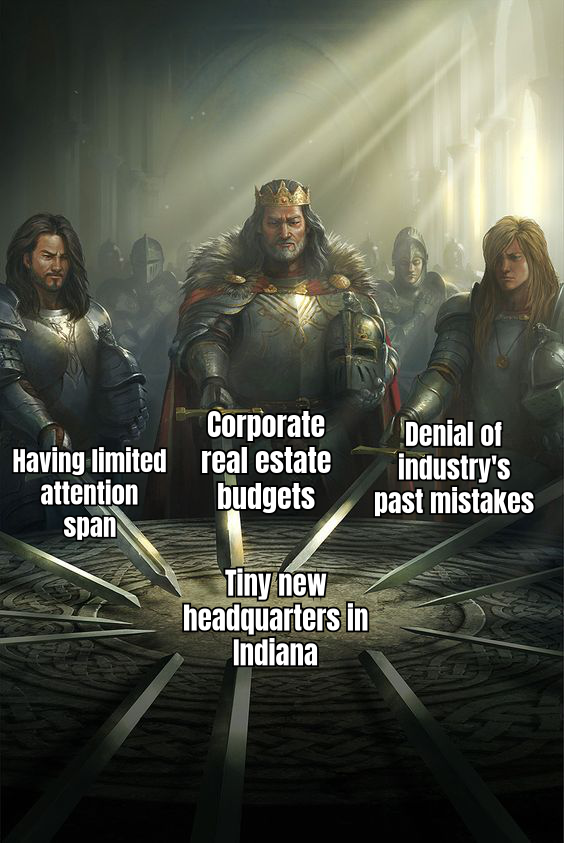 Having limited
attention
span
Corporate
real estate
budgets
Denial of
industry's
past mistakes
Tiny new
headquarters in
Indiana